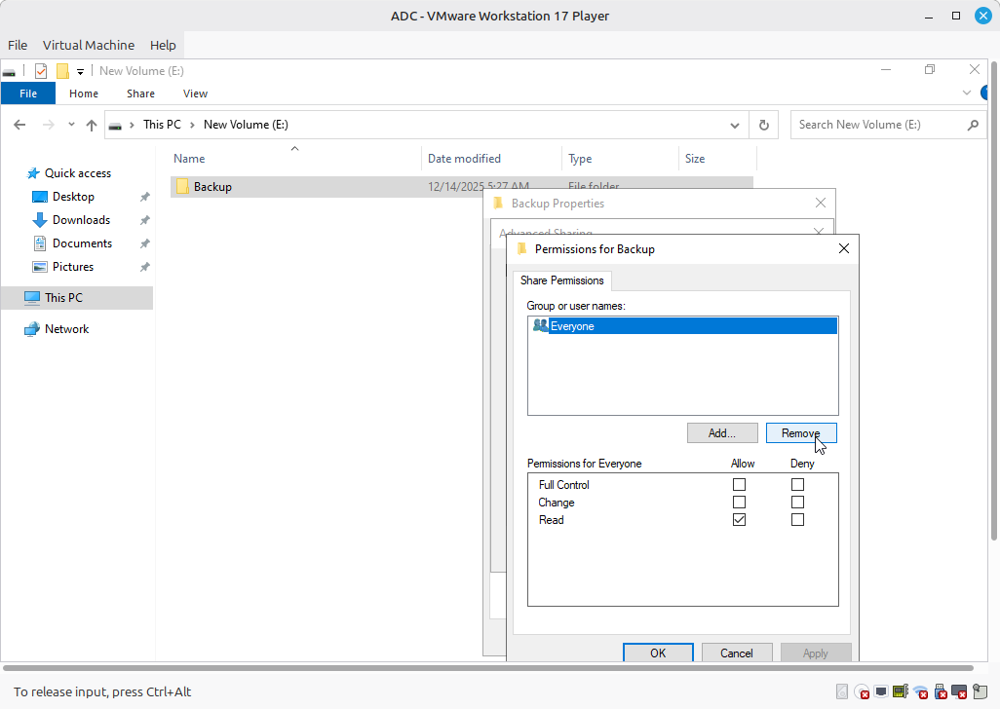 ADC - VMware Workstation 17 Player
File Virtual Machine Help
New Volume (E:)
File Home Share View
This PC New Volume (E:) Search New Volume (E:)
Name Date modified Type Size
Quick access
Backup 12/14/2025 5:27 AM File folder
Desktop
Backup Properties
Downloads
Advanced Sharing
Documents
Permissions for Backup
Pictures
Share Permissions
This PC
Group or user names:
Network
Everyone
Add... Remove
Permissions for Everyone Allow Deny
Full Control
Change
Read
OK Cancel Apply
To release input, press Ctrl+Alt